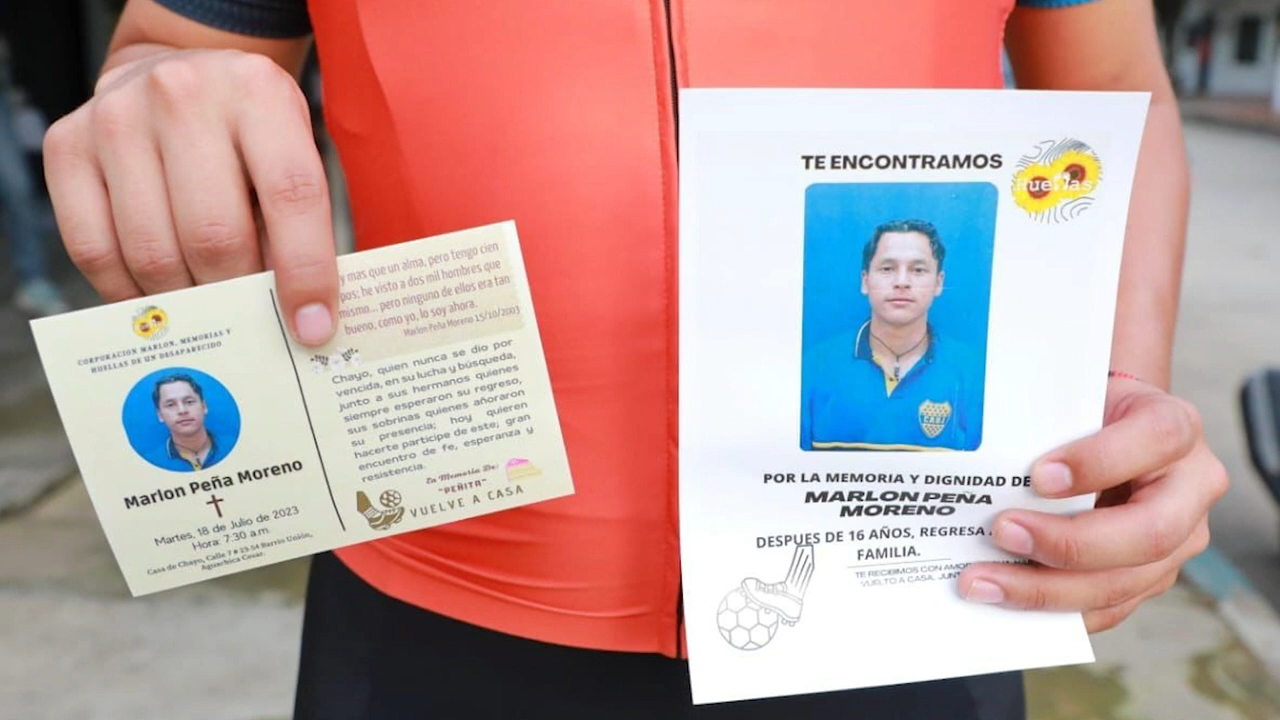 CORPORACION MARLON, MEMORIAS Y
HUELLAS DE UN DESAPARECIDO
Marlon Peña Moreno
Martes, 18 de Julio de 2023
Hora: 7:30 a.m.
Casa de Chayo, Calle 7 # 23-54 Barrio Unión,
Aguachica Cesar.
y mas que un alma, pero tengo cien
pos; he visto a dos mil hombres que
mismo... pero ninguno de ellos era tan
bueno, como yo, lo soy ahora.
Marlon Peña Moreno 15/10/2003
Chayo, quien nunca se dio por
vencida, en su lucha y búsqueda,
junto a sus hermanos quienes
siempre esperaron su regreso,
sus sobrinas quienes añoraron
su presencia; hoy quieren
hacerte participe de este; gran
encuentro de fe, esperanza y
resistencia.
En Memoria De:
"PEÑITA"
VUELVE A CASA
TE ENCONTRAMOS
Huellas
CABJ
POR LA MEMORIA Y DIGNIDAD DE
MARLON PEÑA
MORENO
DESPUES DE 16 AÑOS, REGRESA A
FAMILIA.
TE RECIBIMOS CON AMOR
VUELTO A CASA, JUNT